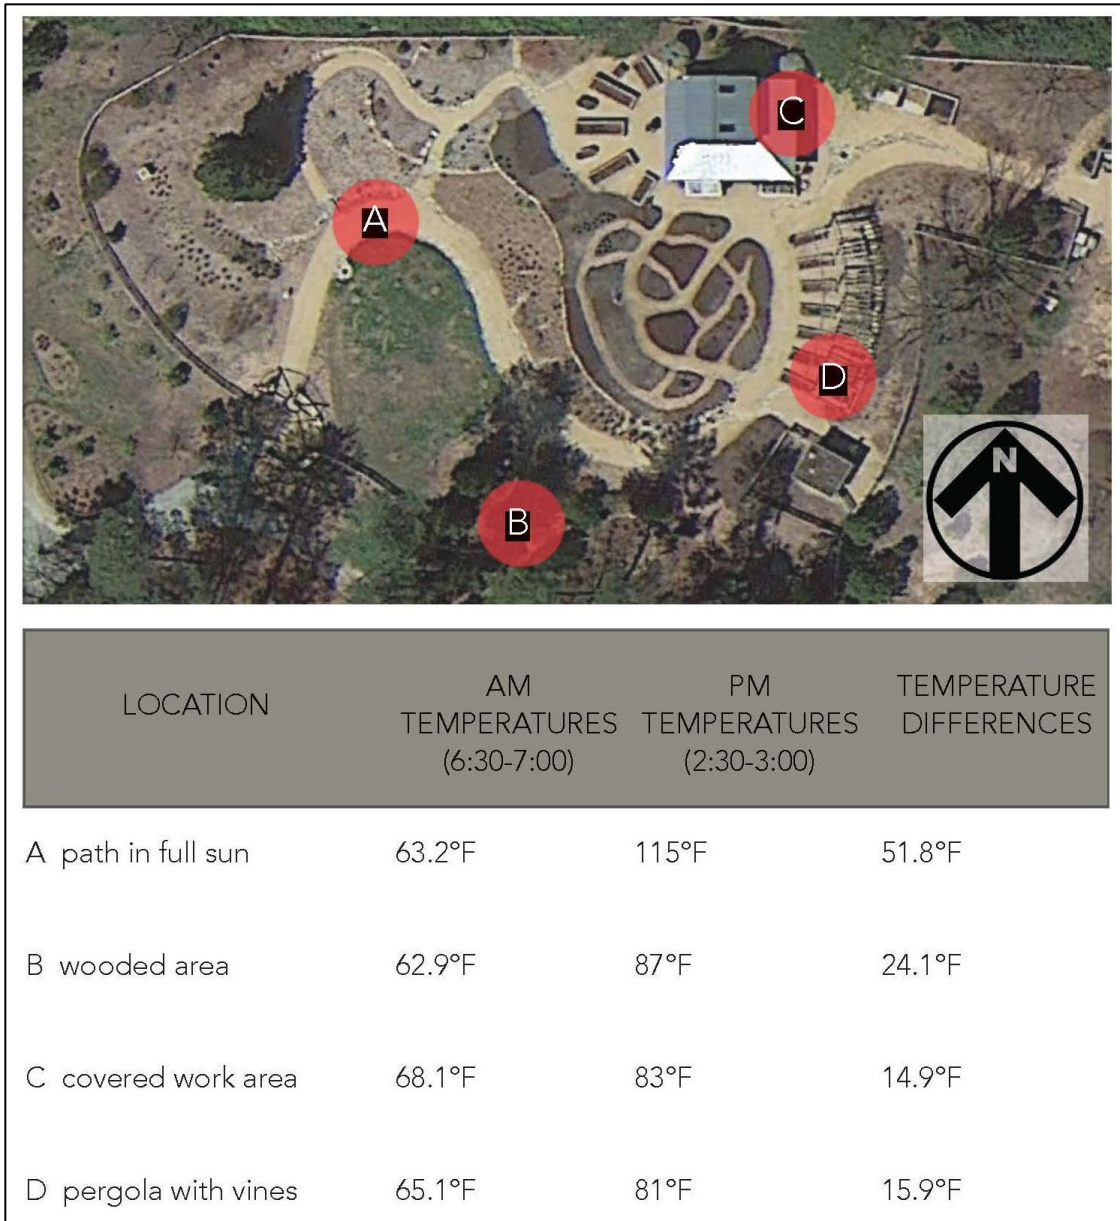 C
A
D
N
B
LOCATION
AM
TEMPERATURES
(6:30-7:00)
PM
TEMPERATURES
(2:30-3:00)
TEMPERATURE
DIFFERENCES
A path in full sun 63.2°F 115°F 51.8°F
B wooded area 62.9°F 87°F 24.1°F
C covered work area 68.1°F 83°F 14.9°F
D pergola with vines 65.1°F 81°F 15.9°F